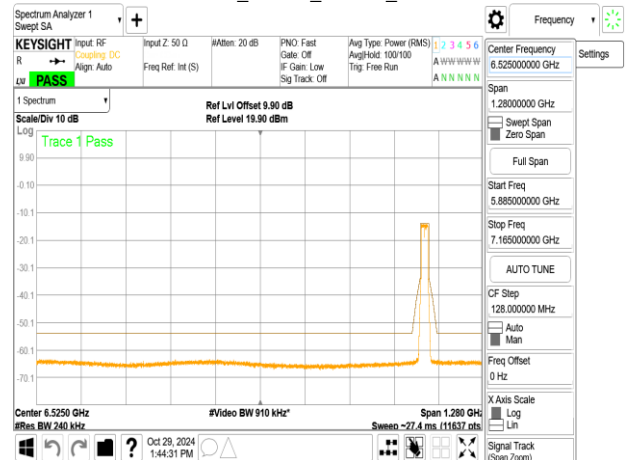 Spectrum Analyzer 1
Swept SA
Frequency
KEYSIGHT
R
LXI
PASS
Input: RF
Coupling: DC
Align: Auto
Input Z: 50 Ω
Freq Ref: Int (S)
#Atten: 20 dB
PNO: Fast
Gate: Off
IF Gain: Low
Sig Track: Off
Avg Type: Power (RMS)
Avg|Hold: 100/100
Trig: Free Run
1 2 3 4 5 6
A W W W W W
A N N N N N
Center Frequency
6.525000000 GHz
Settings
Span
1.28000000 GHz
Swept Span
Zero Span
Full Span
Start Freq
5.885000000 GHz
Stop Freq
7.165000000 GHz
AUTO TUNE
CF Step
128.000000 MHz
Auto
Man
Freq Offset
0 Hz
X Axis Scale
Log
Lin
Signal Track
(Span Zoom)
1 Spectrum
Scale/Div 10 dB
Ref Lvl Offset 9.90 dB
Ref Level 19.90 dBm
Log
Trace 1 Pass
9.90
-0.10
-10.1
-20.1
-30.1
-40.1
-50.1
-60.1
-70.1
Center 6.5250 GHz
#Video BW 910 kHz*
Span 1.280 GHz
#Res BW 240 kHz
Sweep ~27.4 ms (11637 pts)
Oct 29, 2024
1:44:31 PM
?